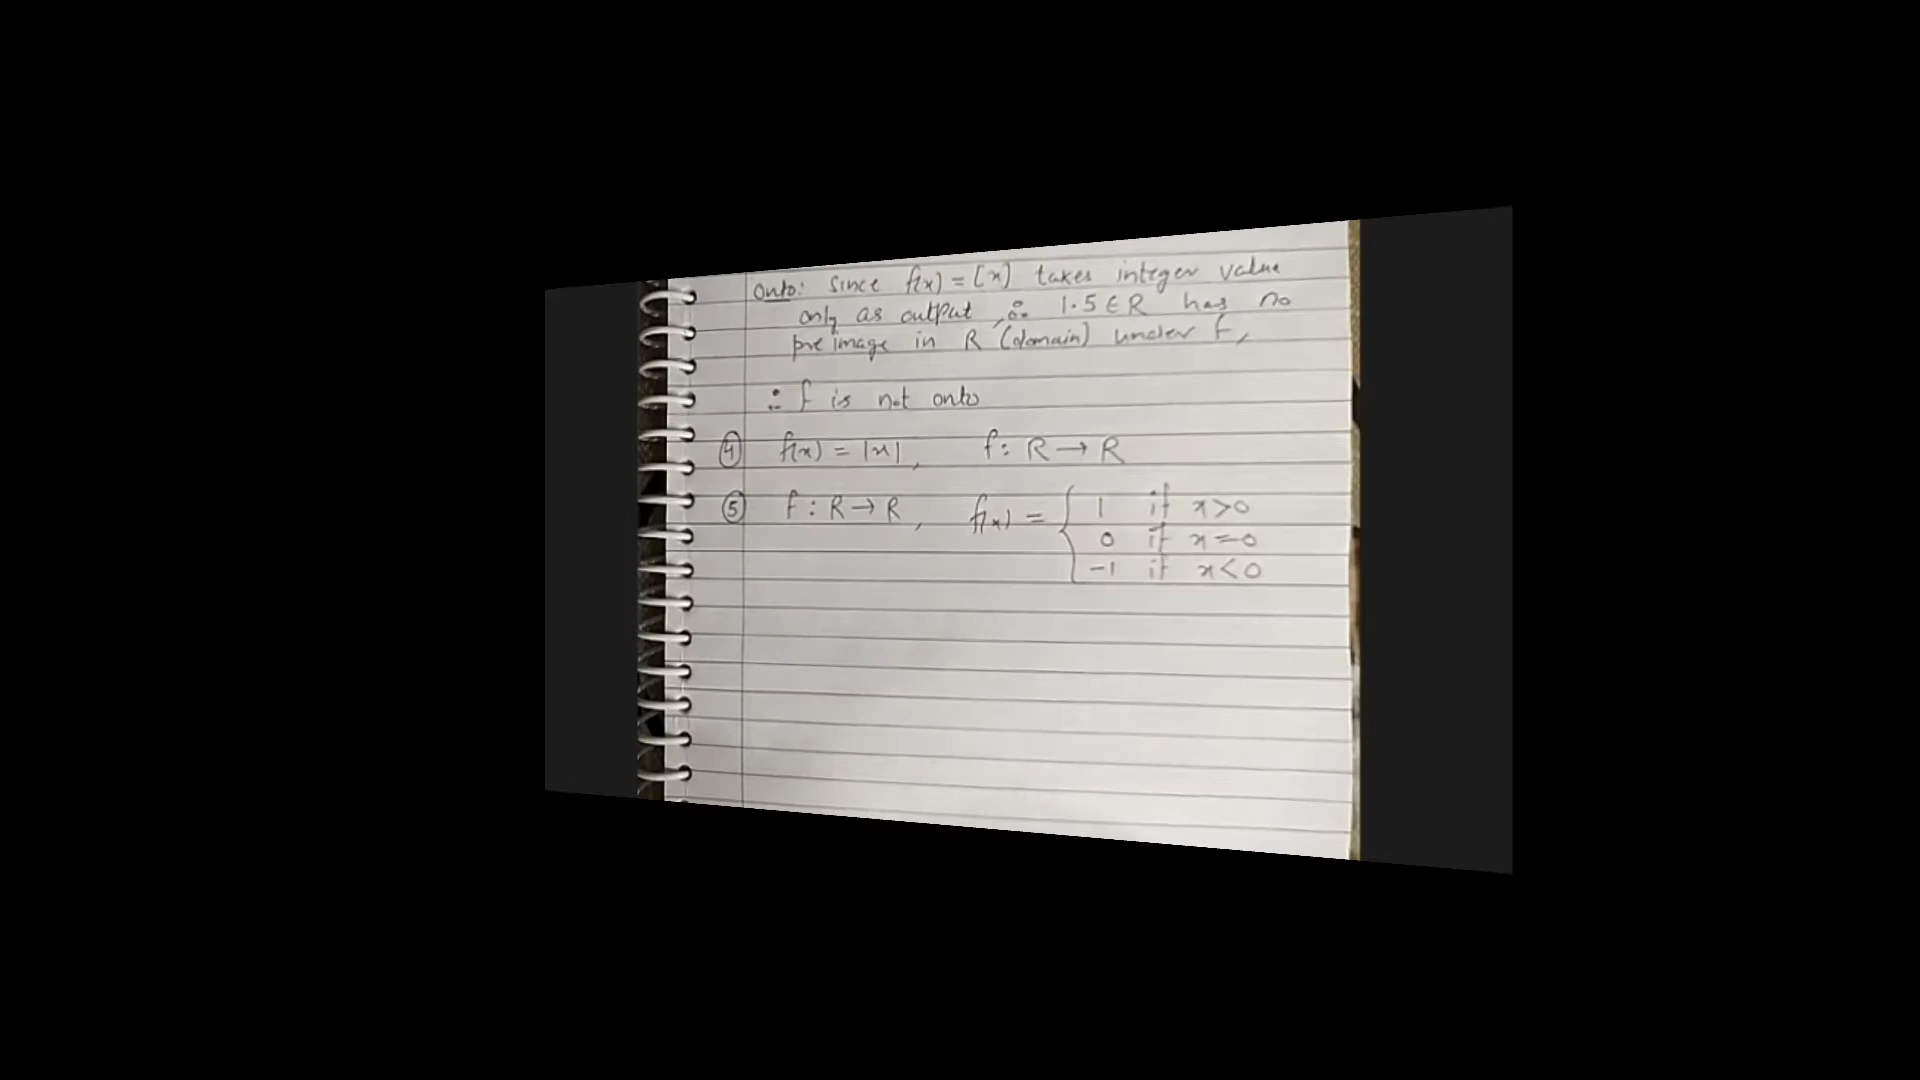 Onto: Since f(x) = [x] takes integer value
only as output, ∴ 1.5 ∈ R has no
pre image in R (domain) under f,
∴ f is not onto
④ f(x) = |x|, f: R → R
⑤ f : R → R, f(x) = { 1 if x>0
0 if x=0
-1 if x<0